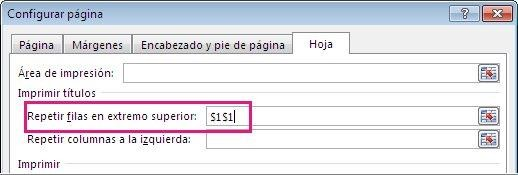 Configurar página
Página Márgenes Encabezado y pie de página Hoja
Área de impresión:
Imprimir títulos
Repetir filas en extremo superior: $1$1
Repetir columnas a la izquierda:
Imprimir